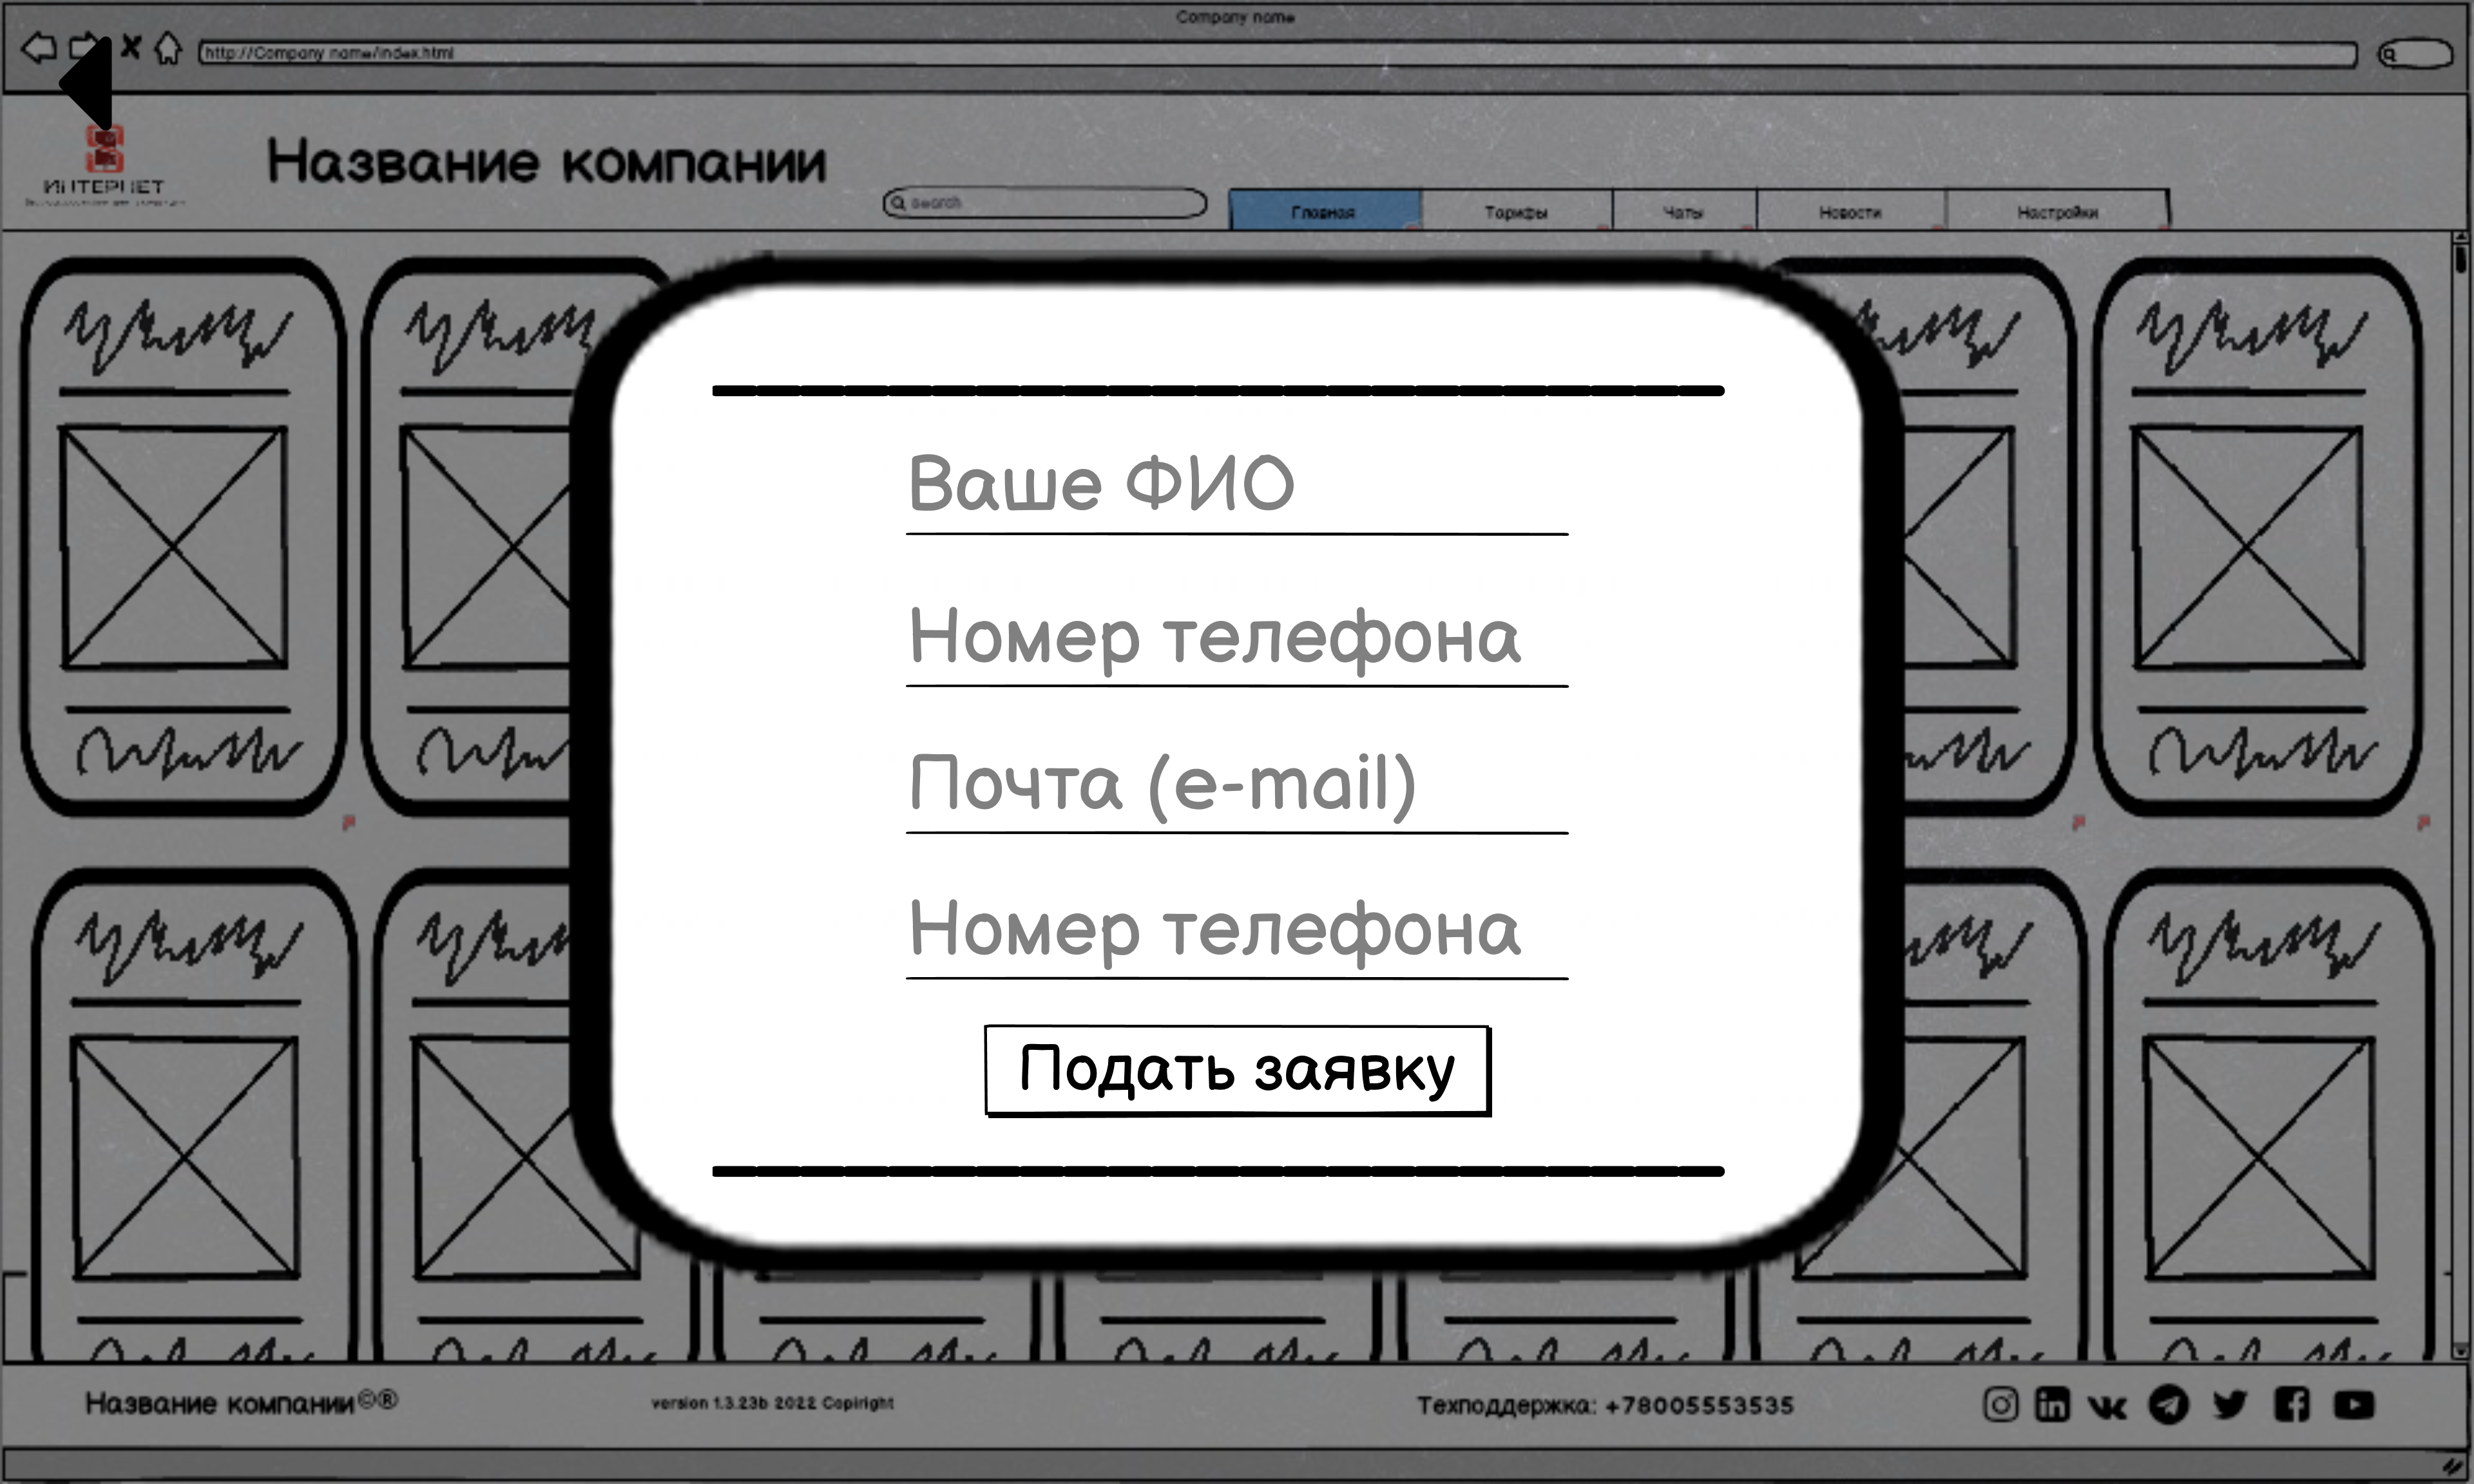 Company name
http://Company name/index.html
ИНТЕРНЕТ
Название компании
search
Главная
Тарифы
Чаты
Новости
Настройки
Ваше ФИО
Номер телефона
Почта (e-mail)
Номер телефона
Подать заявку
Название компании©®
version 1.3.23b 2022 Copiright
Техподдержка: +78005553535